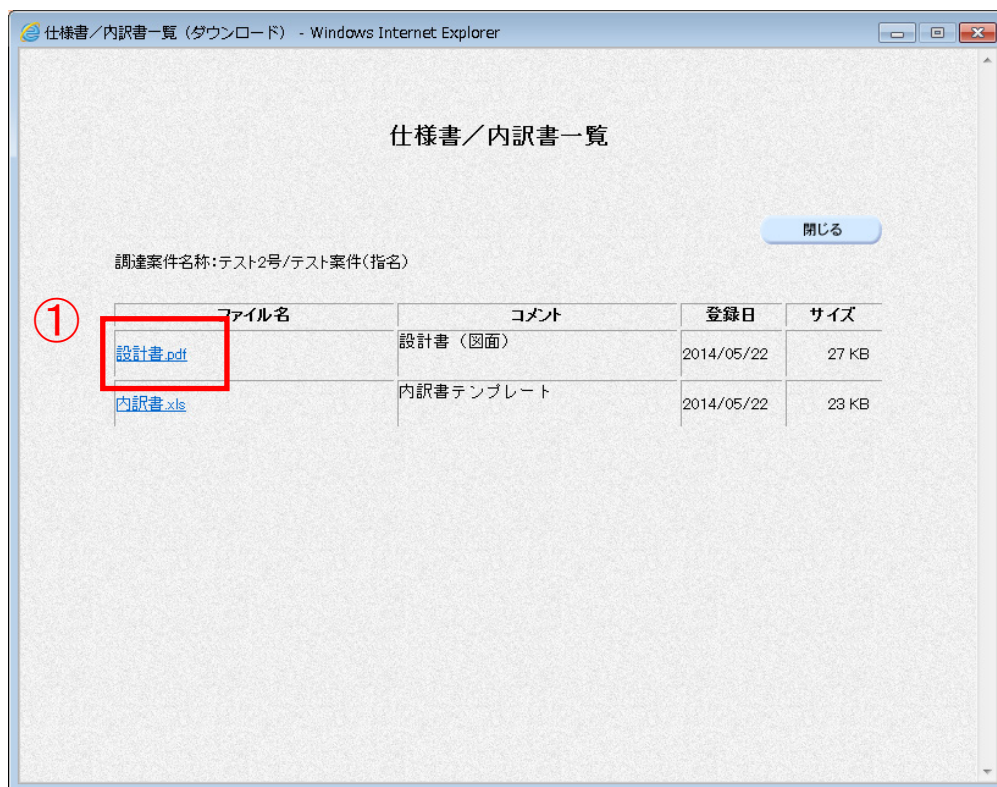 仕様書／内訳書一覧（ダウンロード） - Windows Internet Explorer
仕様書／内訳書一覧
閉じる
調達案件名称:テスト2号/テスト案件(指名)
①
ファイル名 コメント 登録日 サイズ
設計書.pdf 設計書（図面） 2014/05/22 27 KB
内訳書.xls 内訳書テンプレート 2014/05/22 23 KB